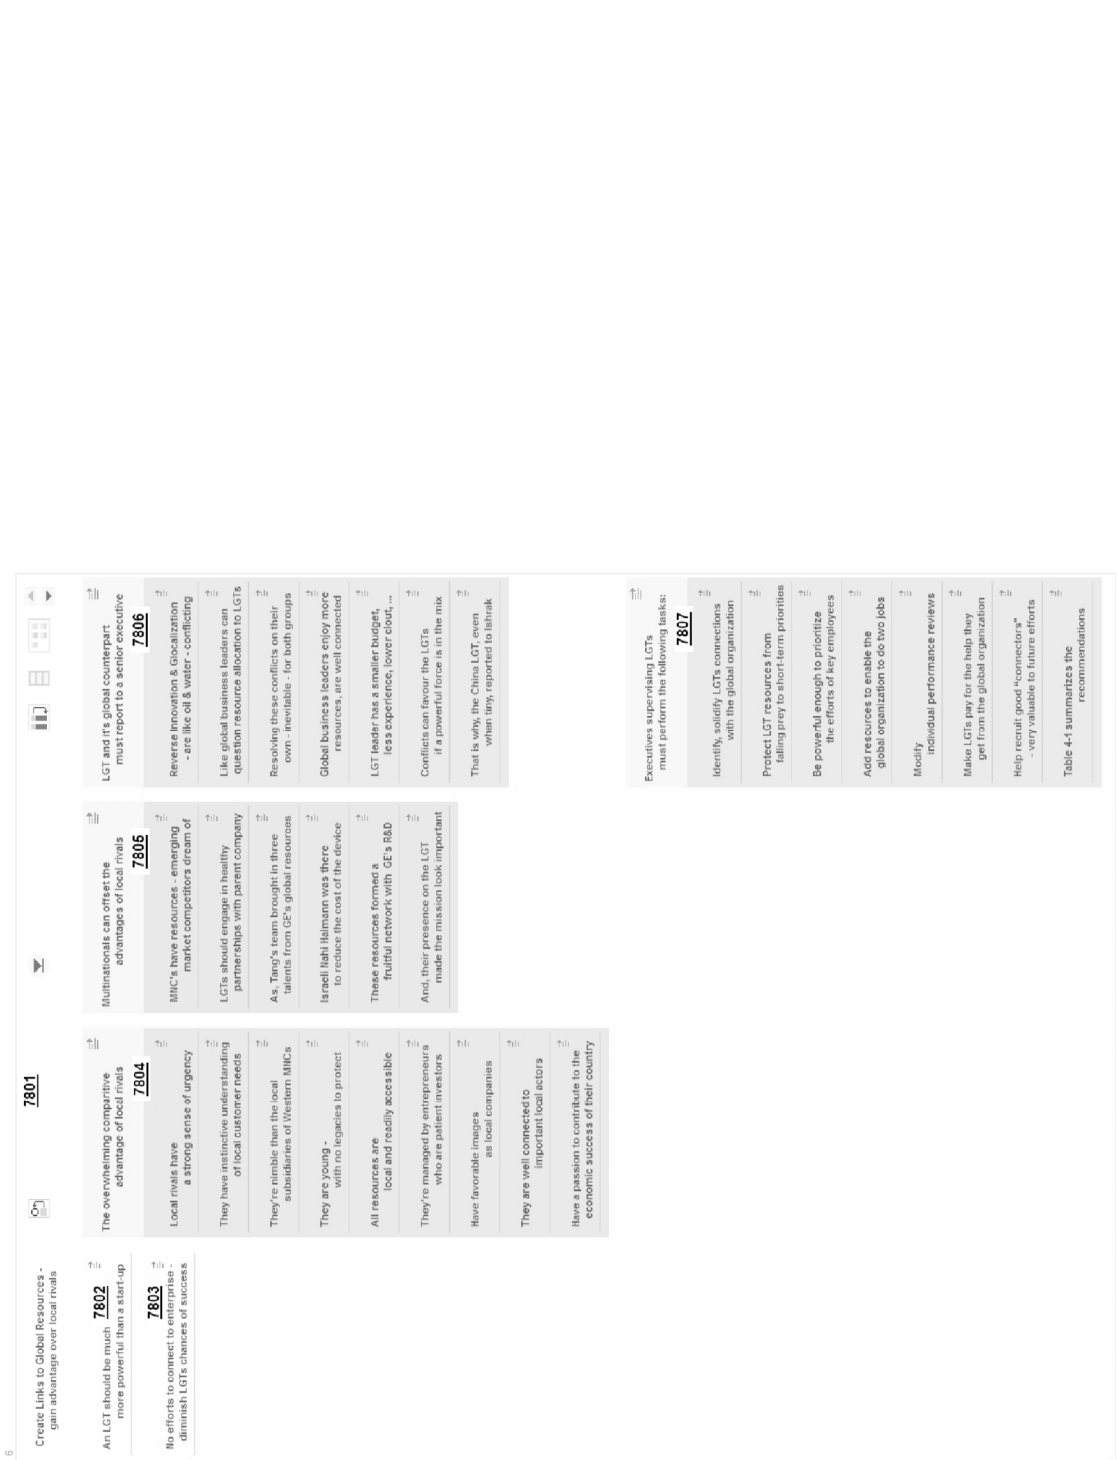 6
Create Links to Global Resources -
gain advantage over local rivals
7801
An LGT should be much
more powerful than a start-up
7802
7803
No efforts to connect to enterprise -
diminish LGTs chances of success
The overwhelming comparitive
advantage of local rivals
7804
Local rivals have
a strong sense of urgency
They have instinctive understanding
of local customer needs
They're nimble than the local
subsidiaries of Western MNCs
They are young -
with no legacies to protect
All resources are
local and readily accessible
They're managed by entrepreneurs
who are patient investors
Have favorable images
as local companies
They are well connected to
important local actors
Have a passion to contribute to the
economic success of their country
Multinationals can offset the
advantages of local rivals
7805
MNC's have resources - emerging
market competitors dream of
LGTs should engage in healthy
partnerships with parent company
As, Tang's team brought in three
talents from GE's global resources
Israeli Nahi Halmann was there
to reduce the cost of the device
These resources formed a
fruitful network with GE's R&D
And, their presence on the LGT
made the mission look important
LGT and it's global counterpart
must report to a senior executive
7806
Reverse Innovation & Glocalization
- are like oil & water - conflicting
Like global business leaders can
question resource allocation to LGTs
Resolving these conflicts on their
own - inevitable - for both groups
Global business leaders enjoy more
resources, are well connected
LGT leader has a smaller budget,
less experience, lower clout, ...
Conflicts can favour the LGTs
if a powerful force is in the mix
That is why, the China LGT, even
when tiny, reported to Ishrak
Executives supervising LGTs
must perform the following tasks:
7807
Identify, solidify LGTs connections
with the global organization
Protect LGT resources from
falling prey to short-term priorities
Be powerful enough to prioritize
the efforts of key employees
Add resources to enable the
global organization to do two jobs
Modify
individual performance reviews
Make LGTs pay for the help they
get from the global organization
Help recruit good "connectors"
- very valuable to future efforts
Table 4-1 summarizes the
recommendations